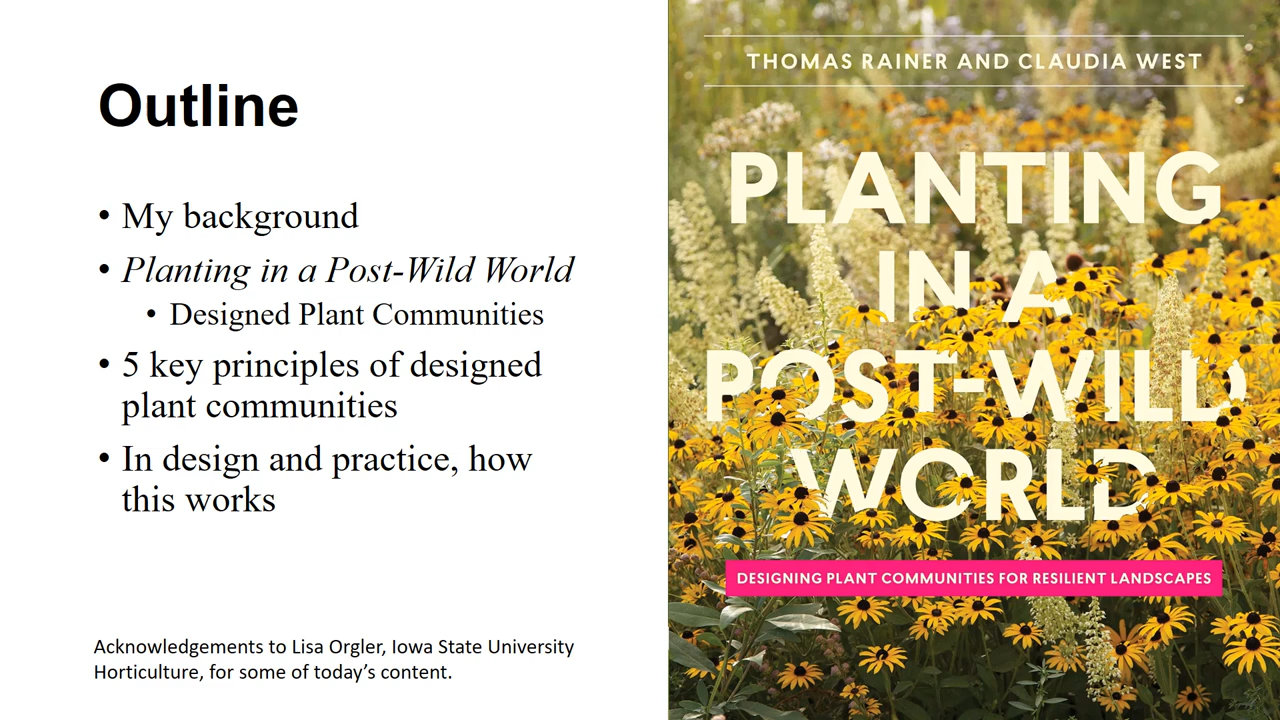 Outline
• My background
• Planting in a Post-Wild World
• Designed Plant Communities
• 5 key principles of designed
plant communities
• In design and practice, how
this works
Acknowledgements to Lisa Orgler, Iowa State University
Horticulture, for some of today’s content.
THOMAS RAINER AND CLAUDIA WEST
PLANTING
IN A
POST-WILD
WORLD
DESIGNING PLANT COMMUNITIES FOR RESILIENT LANDSCAPES